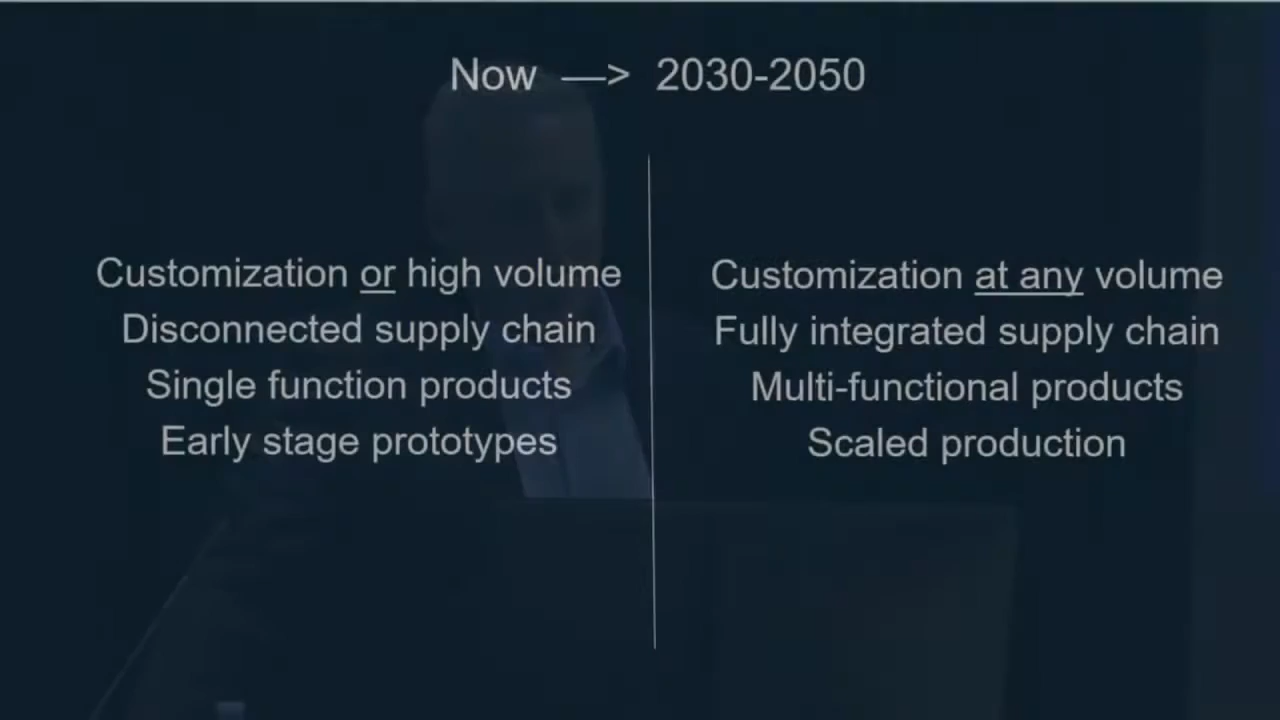 Now —> 2030-2050
Customization or high volume
Disconnected supply chain
Single function products
Early stage prototypes
Customization at any volume
Fully integrated supply chain
Multi-functional products
Scaled production